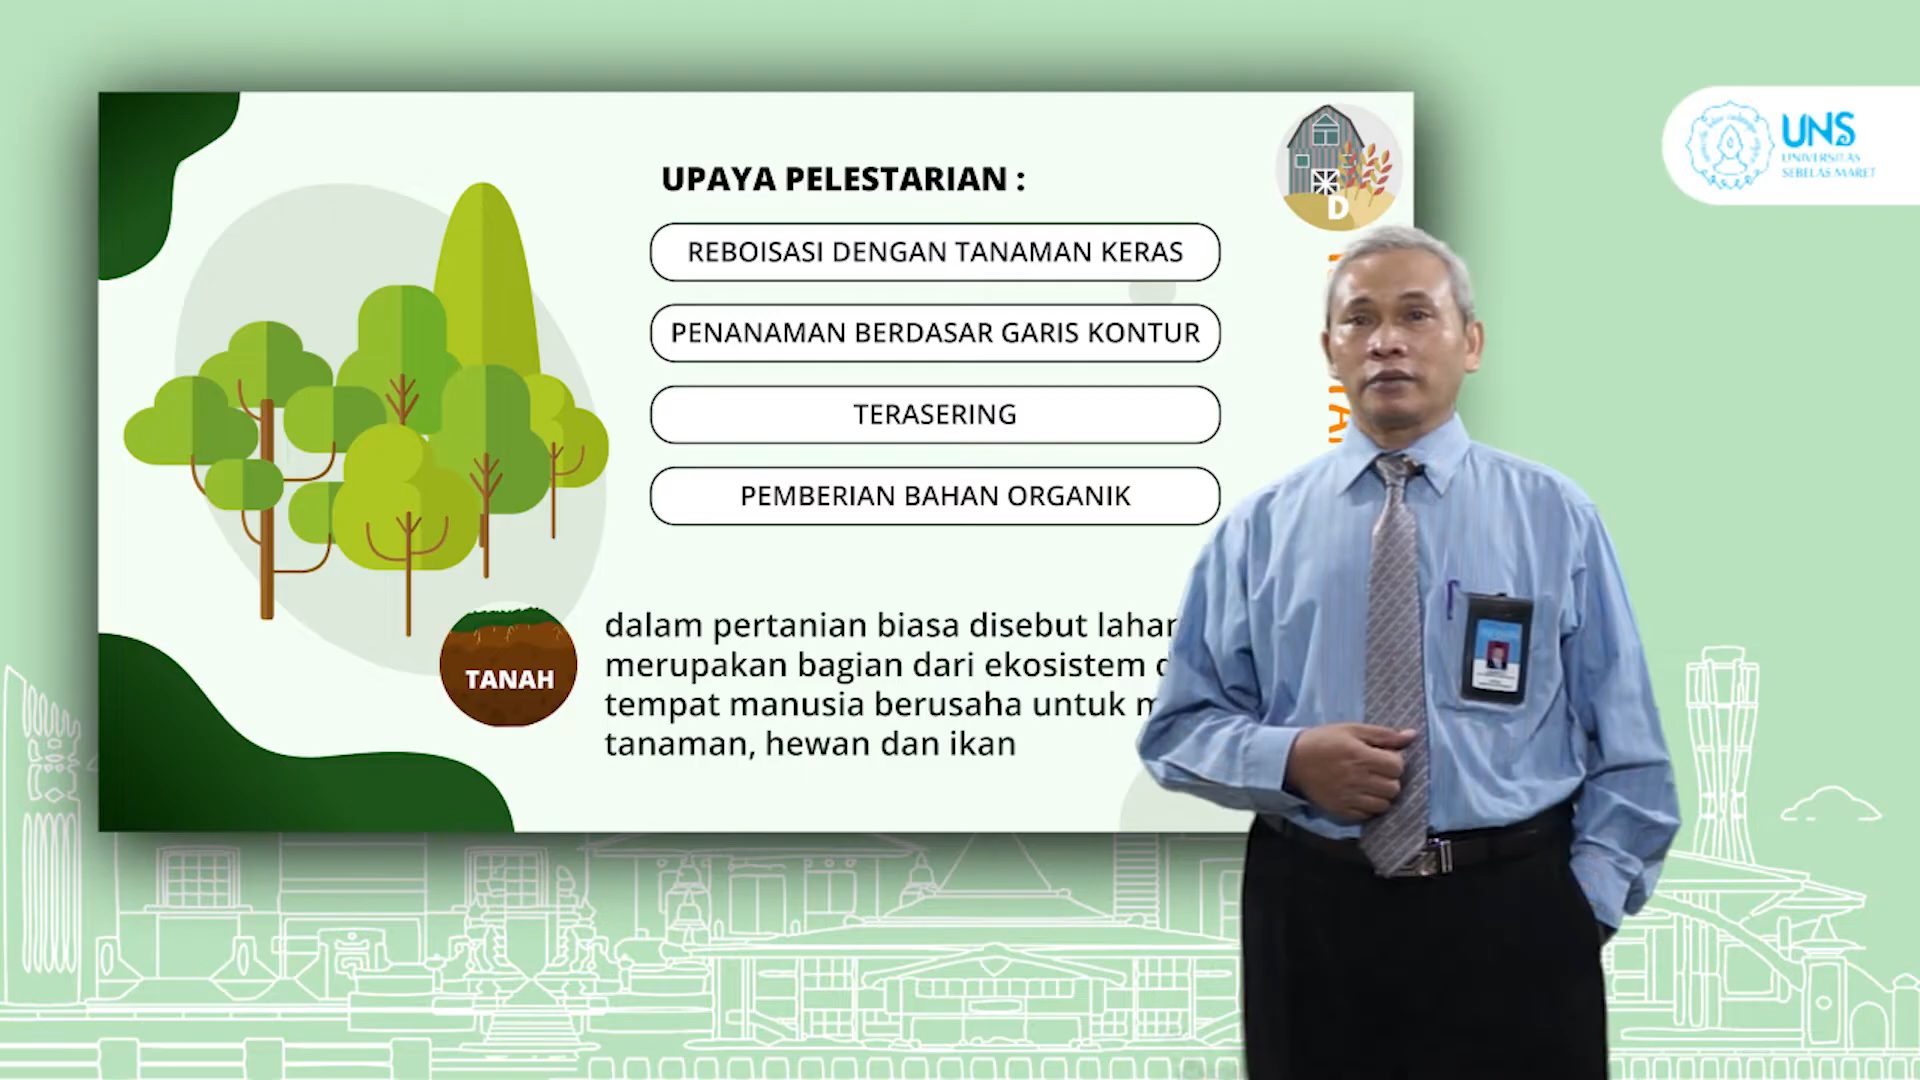 UPAYA PELESTARIAN :
REBOISASI DENGAN TANAMAN KERAS
PENANAMAN BERDASAR GARIS KONTUR
TERASERING
PEMBERIAN BAHAN ORGANIK
TANAH
dalam pertanian biasa disebut
merupakan bagian dari ekosistem
tempat manusia berusaha untuk
tanaman, hewan dan ikan
D
UNS
UNIVERSITAS
SEBELAS MARET